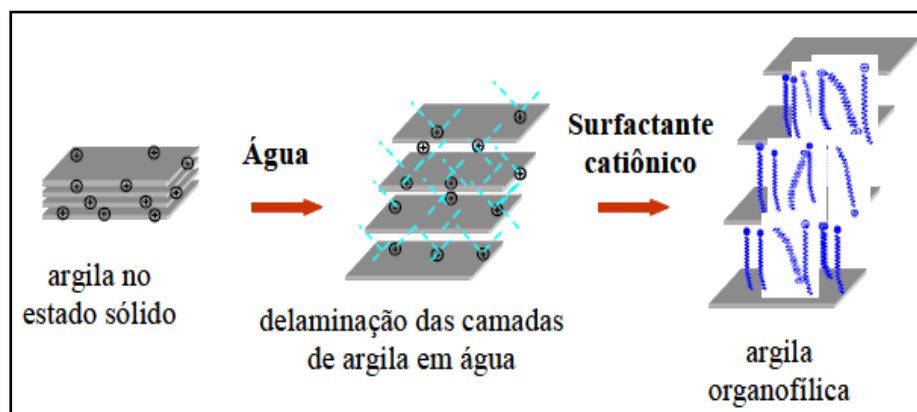 Água
Surfactante
catiônico
argila no
estado sólido
delaminação das camadas
de argila em água
argila
organofílica